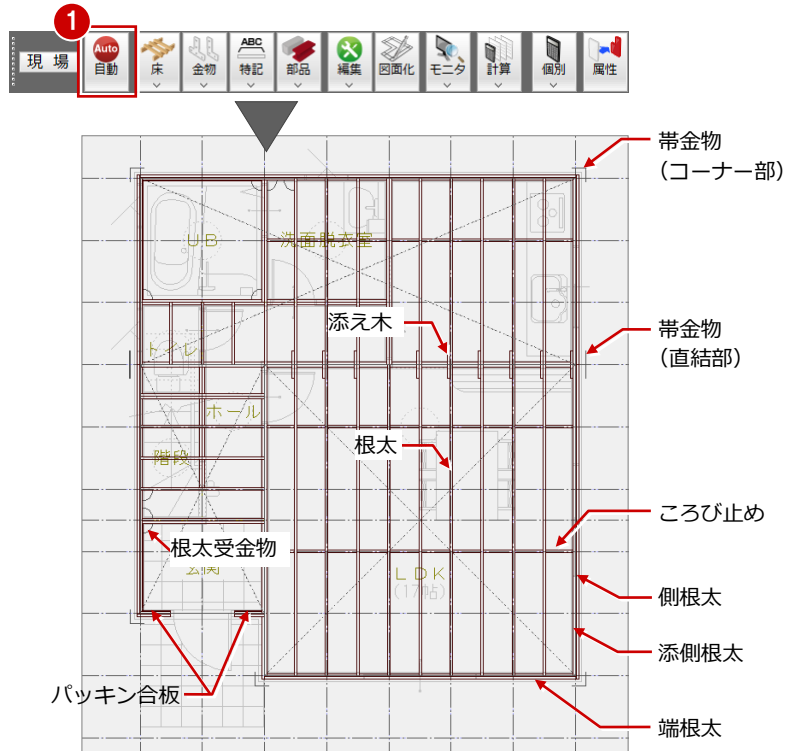 1
現場
Auto
自動
床
金物
ABC
特記
部品
編集
図面化
モニタ
計算
個別
属性
帯金物
（コーナー部）
UB
洗面脱衣室
添え木
帯金物
（直結部）
トイレ
ホール
根太
階段
ころび止め
根太受金物
玄関
LDK
（17帖）
側根太
添側根太
パッキン合板
端根太